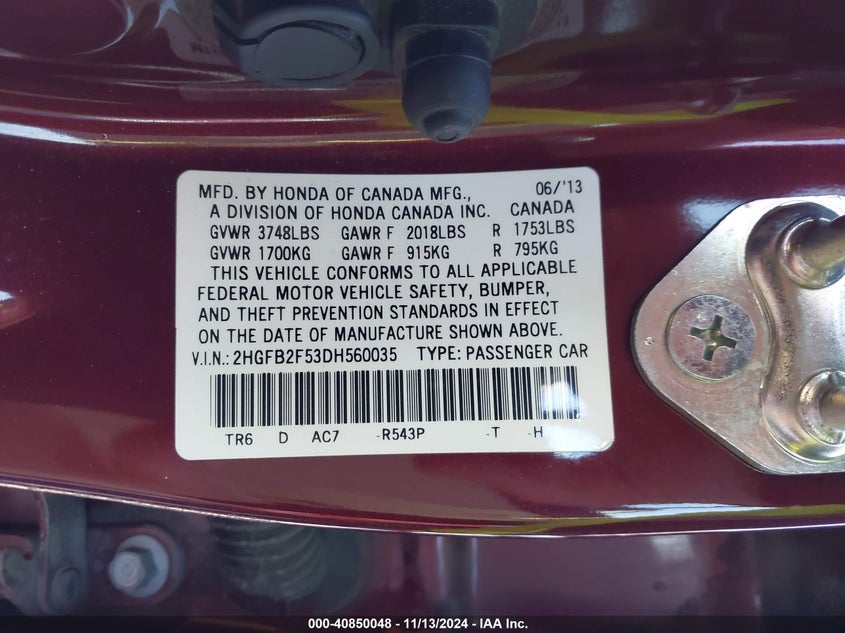 MFD. BY HONDA OF CANADA MFG., 06/'13
A DIVISION OF HONDA CANADA INC. CANADA
GVWR 3748LBS GAWR F 2018LBS R 1753LBS
GVWR 1700KG GAWR F 915KG R 795KG
THIS VEHICLE CONFORMS TO ALL APPLICABLE
FEDERAL MOTOR VEHICLE SAFETY, BUMPER,
AND THEFT PREVENTION STANDARDS IN EFFECT
ON THE DATE OF MANUFACTURE SHOWN ABOVE.
V.I.N.: 2HGFB2F53DH560035 TYPE: PASSENGER CAR
TR6 D AC7 -R543P -T -H
000-40850048 - 11/13/2024 - IAA Inc.